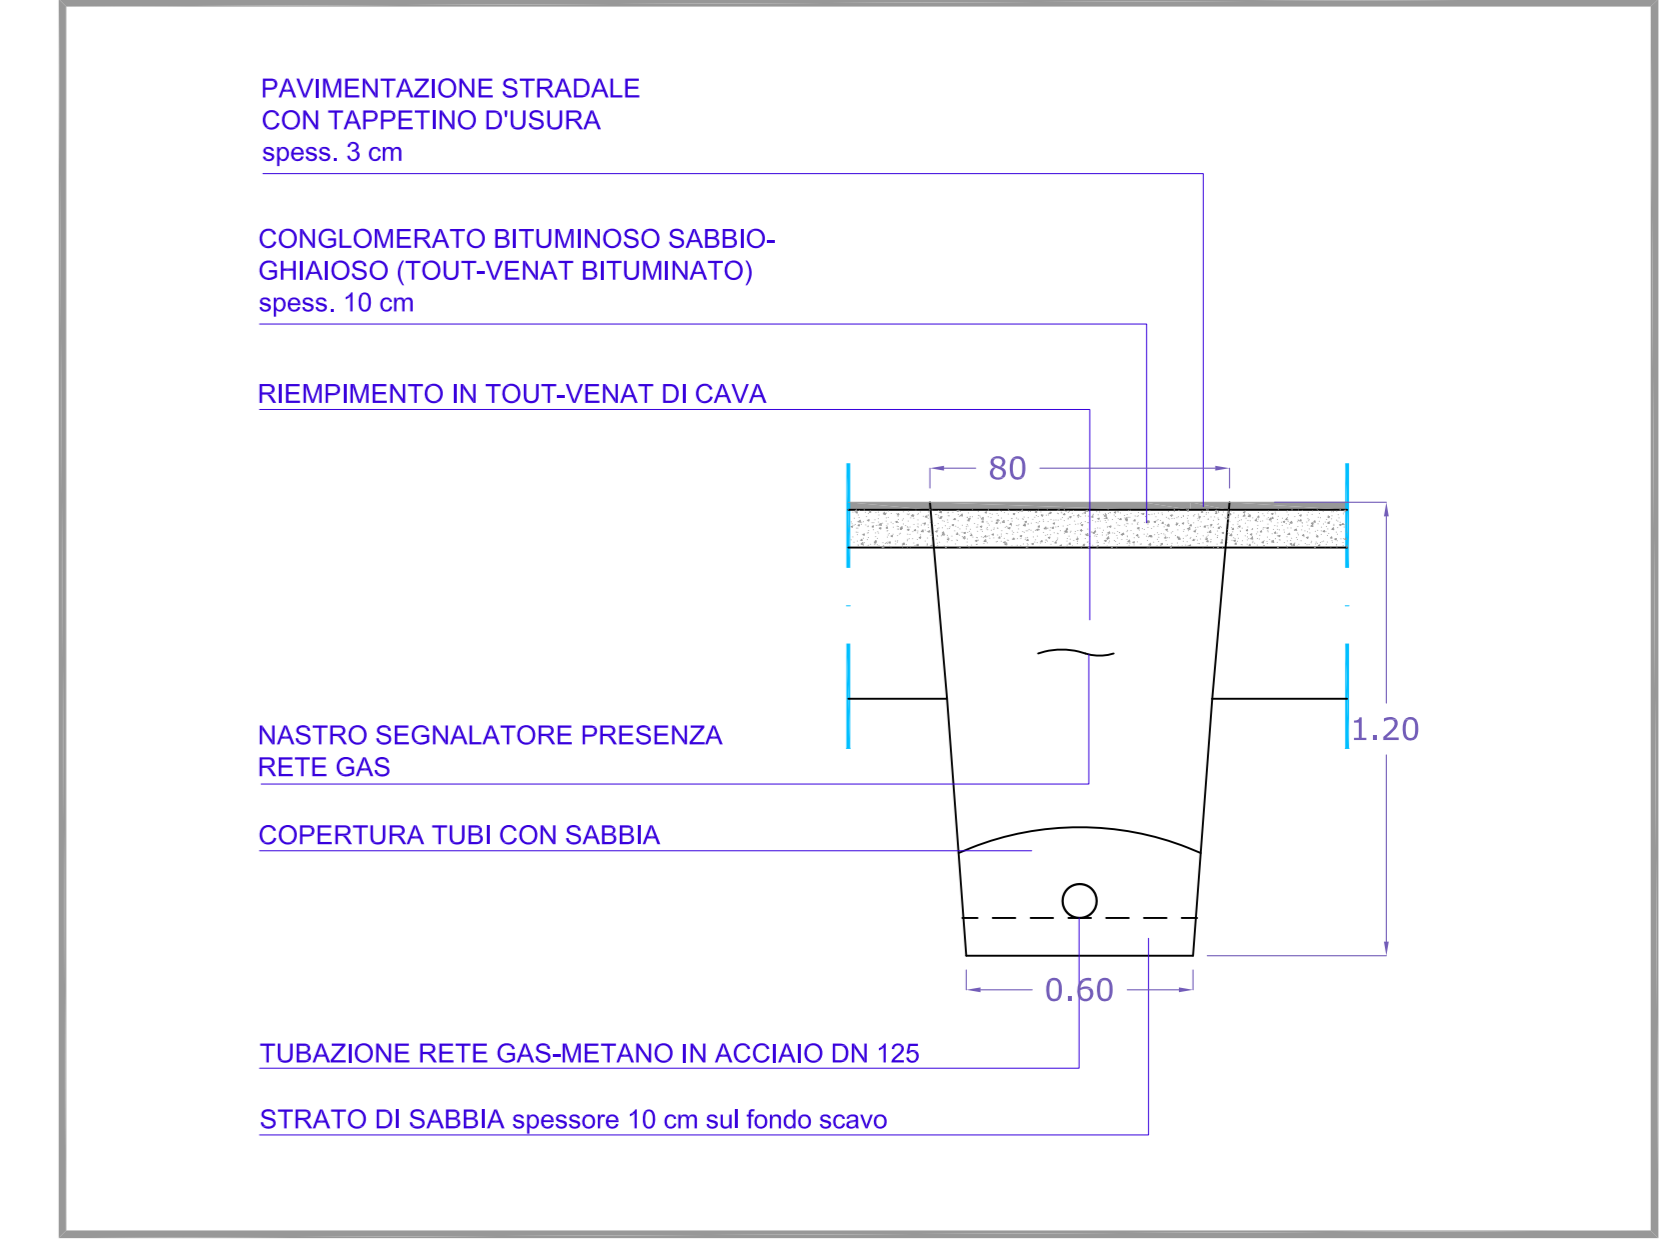 PAVIMENTAZIONE STRADALE
CON TAPPETINO D'USURA
spess. 3 cm
CONGLOMERATO BITUMINOSO SABBIO-
GHIAIOSO (TOUT-VENAT BITUMINATO)
spess. 10 cm
RIEMPIMENTO IN TOUT-VENAT DI CAVA
80
1.20
NASTRO SEGNALATORE PRESENZA
RETE GAS
COPERTURA TUBI CON SABBIA
0.60
TUBAZIONE RETE GAS-METANO IN ACCIAIO DN 125
STRATO DI SABBIA spessore 10 cm sul fondo scavo